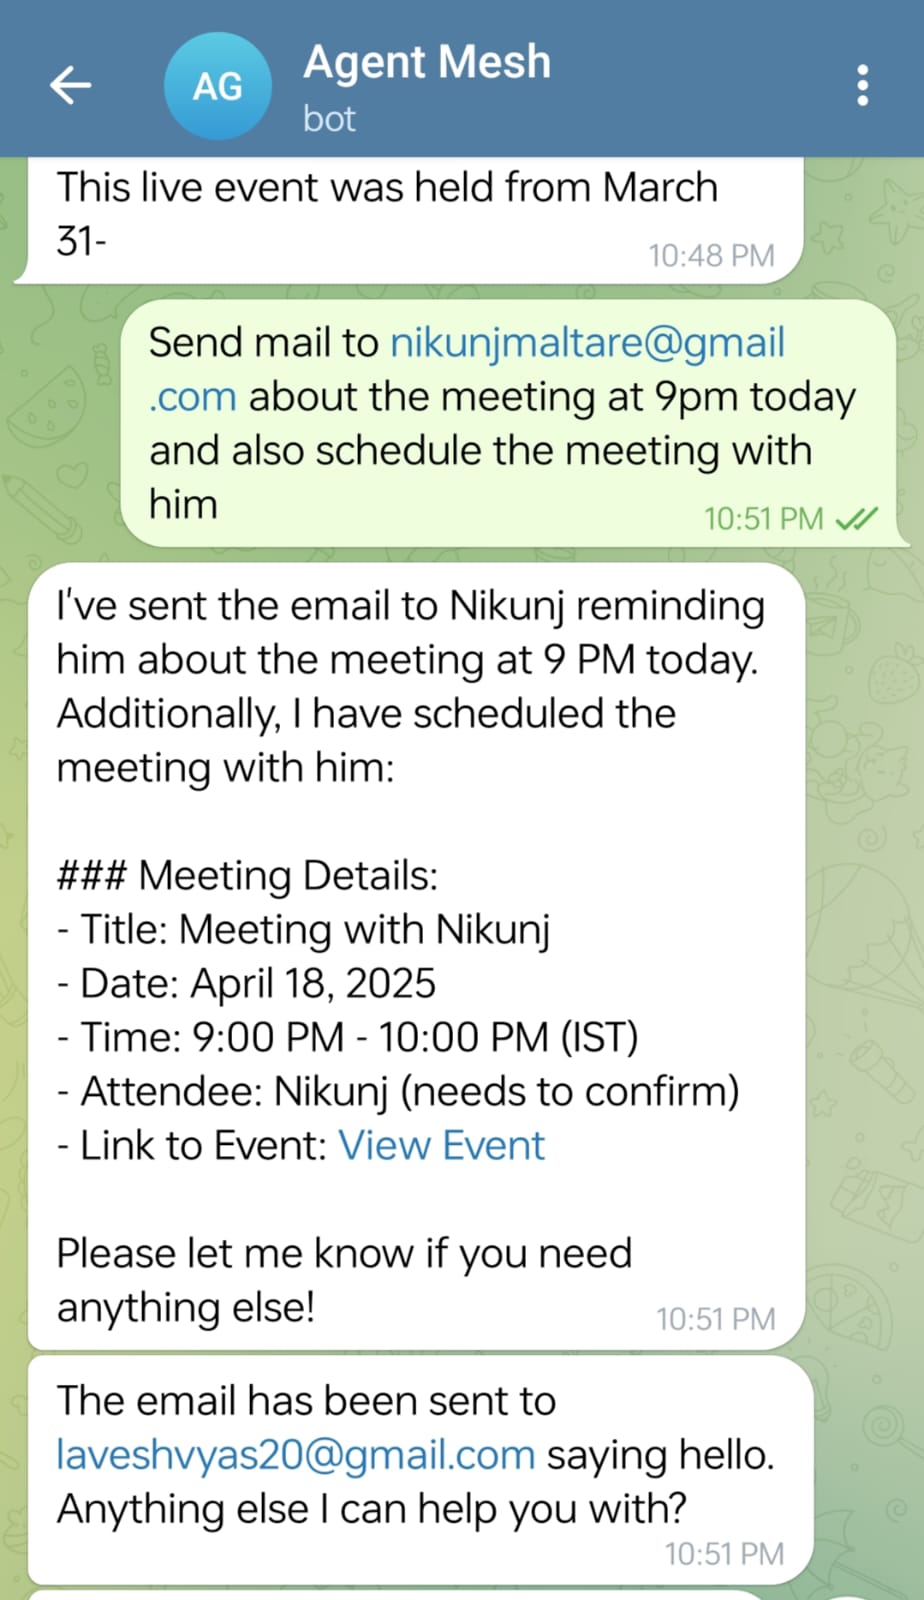 Agent Mesh
AG
bot
This live event was held from March
31-
10:48 PM
Send mail to nikunjmaltare@gmail
.com about the meeting at 9pm today
and also schedule the meeting with
him
10:51 PM
I've sent the email to Nikunj reminding
him about the meeting at 9 PM today.
Additionally, I have scheduled the
meeting with him:
### Meeting Details:
- Title: Meeting with Nikunj
- Date: April 18, 2025
- Time: 9:00 PM - 10:00 PM (IST)
- Attendee: Nikunj (needs to confirm)
- Link to Event: View Event
Please let me know if you need
anything else!
10:51 PM
The email has been sent to
laveshvyas20@gmail.com saying hello.
Anything else I can help you with?
10:51 PM